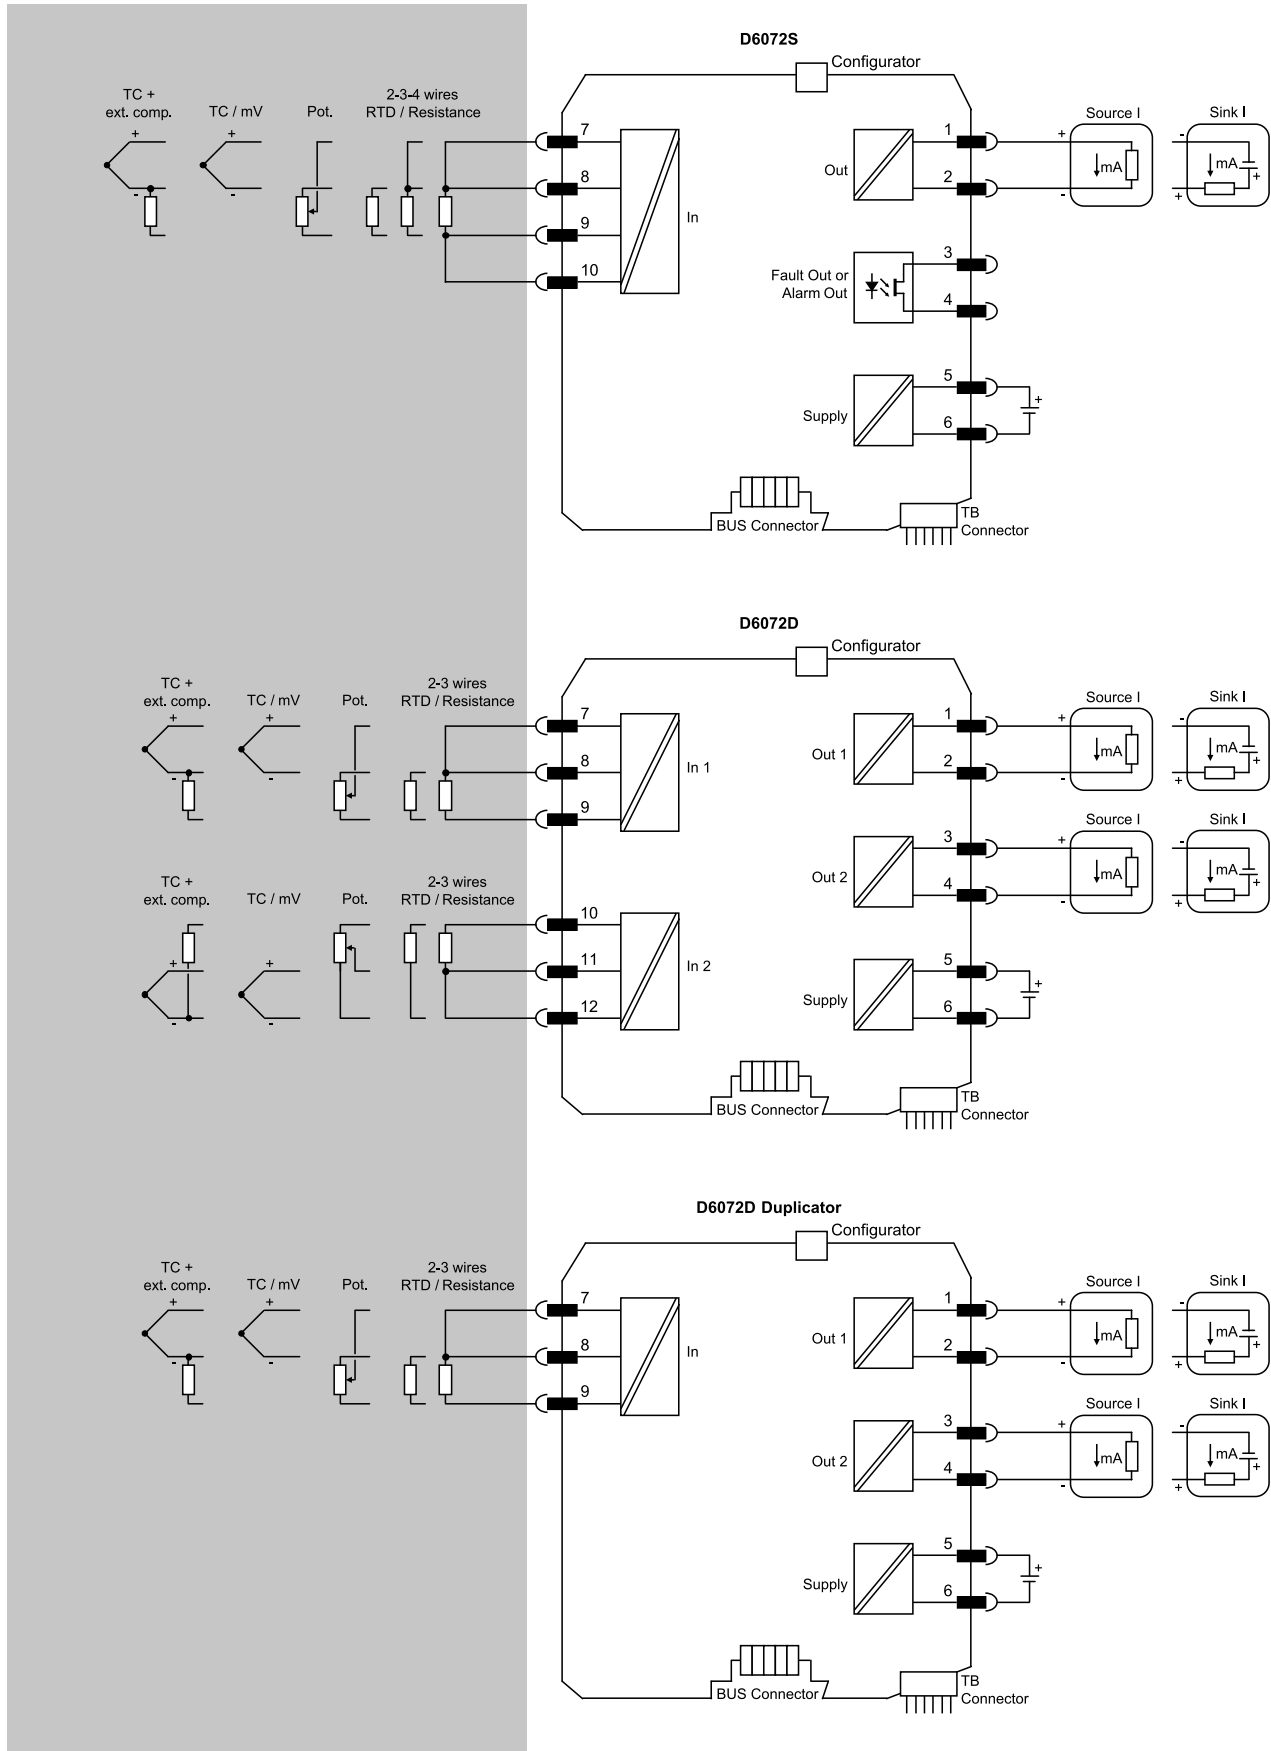 D6072S
Configurator
TC +
ext. comp.
TC / mV
Pot.
2-3-4 wires
RTD / Resistance
+
-
+
-
7
8
9
10
In
Out
1
2
+
-
Source I
mA
Sink I
-
mA
+
+
Fault Out or
Alarm Out
3
4
Supply
5
6
+
BUS Connector
TB
Connector
D6072D
Configurator
TC +
ext. comp.
TC / mV
Pot.
2-3 wires
RTD / Resistance
+
-
+
-
7
8
9
In 1
Out 1
1
2
+
-
Source I
mA
Sink I
-
mA
+
+
Out 2
3
4
+
-
Source I
mA
Sink I
-
mA
+
+
TC +
ext. comp.
TC / mV
Pot.
2-3 wires
RTD / Resistance
+
-
+
-
10
11
12
In 2
Supply
5
6
+
BUS Connector
TB
Connector
D6072D Duplicator
Configurator
TC +
ext. comp.
TC / mV
Pot.
2-3 wires
RTD / Resistance
+
-
+
-
7
8
9
In
Out 1
1
2
+
-
Source I
mA
Sink I
-
mA
+
+
Out 2
3
4
+
-
Source I
mA
Sink I
-
mA
+
+
Supply
5
6
+
BUS Connector
TB
Connector